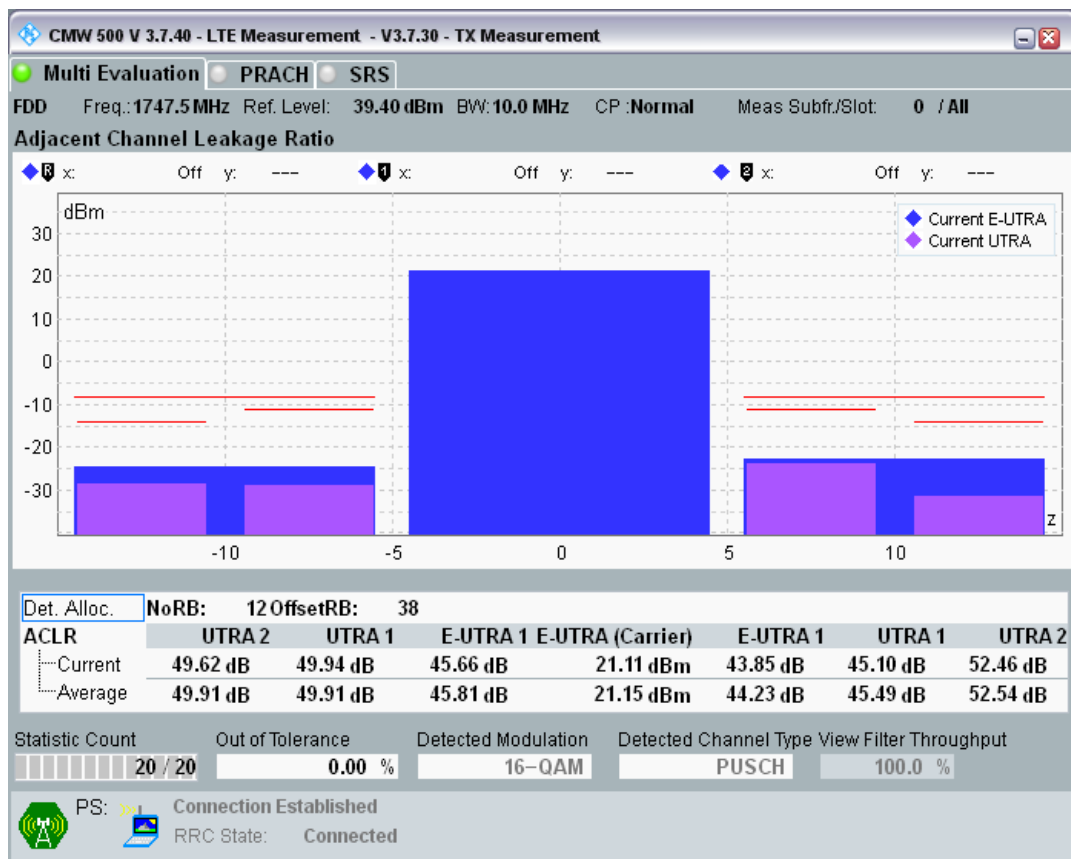 CMW 500 V 3.7.40 - LTE Measurement - V3.7.30 - TX Measurement
Multi Evaluation PRACH SRS
FDD Freq.:1747.5 MHz Ref. Level: 39.40 dBm BW:10.0 MHz CP :Normal Meas Subfr./Slot: 0 / All
Adjacent Channel Leakage Ratio
R x: Off y: --- 1 x: Off y: --- 2 x: Off y: ---
dBm
Current E-UTRA
Current UTRA
30
20
10
0
-10
-20
-30
z
-10 -5 0 5 10
Det. Alloc. NoRB: 12 OffsetRB: 38
ACLR UTRA 2 UTRA 1 E-UTRA 1 E-UTRA (Carrier) E-UTRA 1 UTRA 1 UTRA 2
Current 49.62 dB 49.94 dB 45.66 dB 21.11 dBm 43.85 dB 45.10 dB 52.46 dB
Average 49.91 dB 49.91 dB 45.81 dB 21.15 dBm 44.23 dB 45.49 dB 52.54 dB
Statistic Count Out of Tolerance Detected Modulation Detected Channel Type View Filter Throughput
20 / 20 0.00 % 16-QAM PUSCH 100.0 %
PS: Connection Established
RRC State: Connected